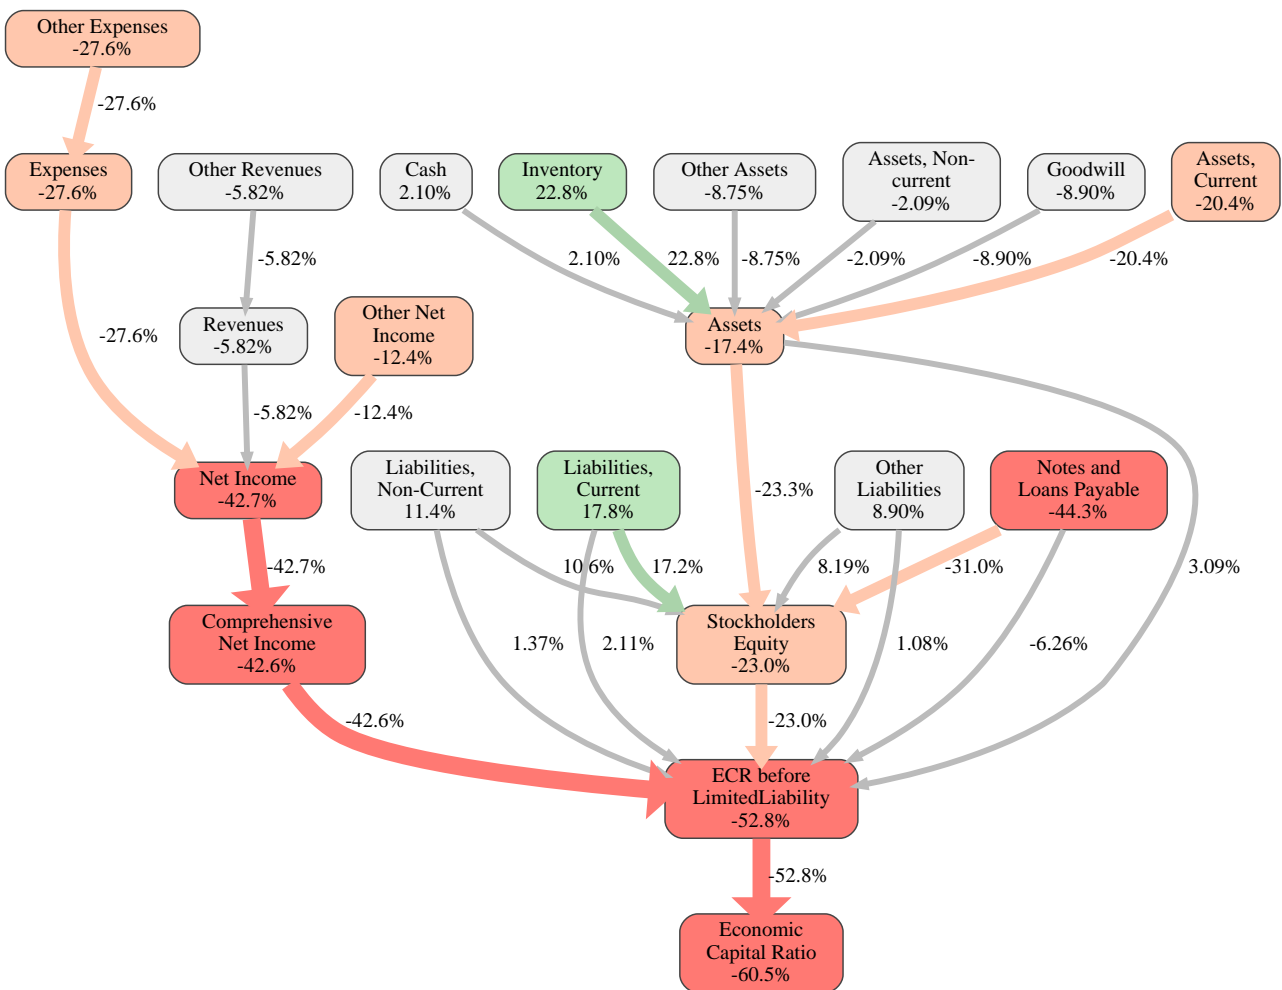 Other Expenses
-27.6%
-27.6%
Expenses
-27.6%
Other Revenues
-5.82%
Cash
2.10%
Inventory
22.8%
Other Assets
-8.75%
Assets, Non-
current
-2.09%
Goodwill
-8.90%
Assets,
Current
-20.4%
-5.82%
2.10%
22.8%
-8.75%
-2.09%
-8.90%
-20.4%
-27.6%
Revenues
-5.82%
Other Net
Income
-12.4%
Assets
-17.4%
-5.82%
-12.4%
Net Income
-42.7%
Liabilities,
Non-Current
11.4%
Liabilities,
Current
17.8%
-23.3%
Other
Liabilities
8.90%
Notes and
Loans Payable
-44.3%
-42.7%
10.6%
17.2%
8.19%
-31.0%
3.09%
Comprehensive
Net Income
-42.6%
1.37%
2.11%
Stockholders
Equity
-23.0%
1.08%
-6.26%
-42.6%
-23.0%
ECR before
LimitedLiability
-52.8%
-52.8%
Economic
Capital Ratio
-60.5%